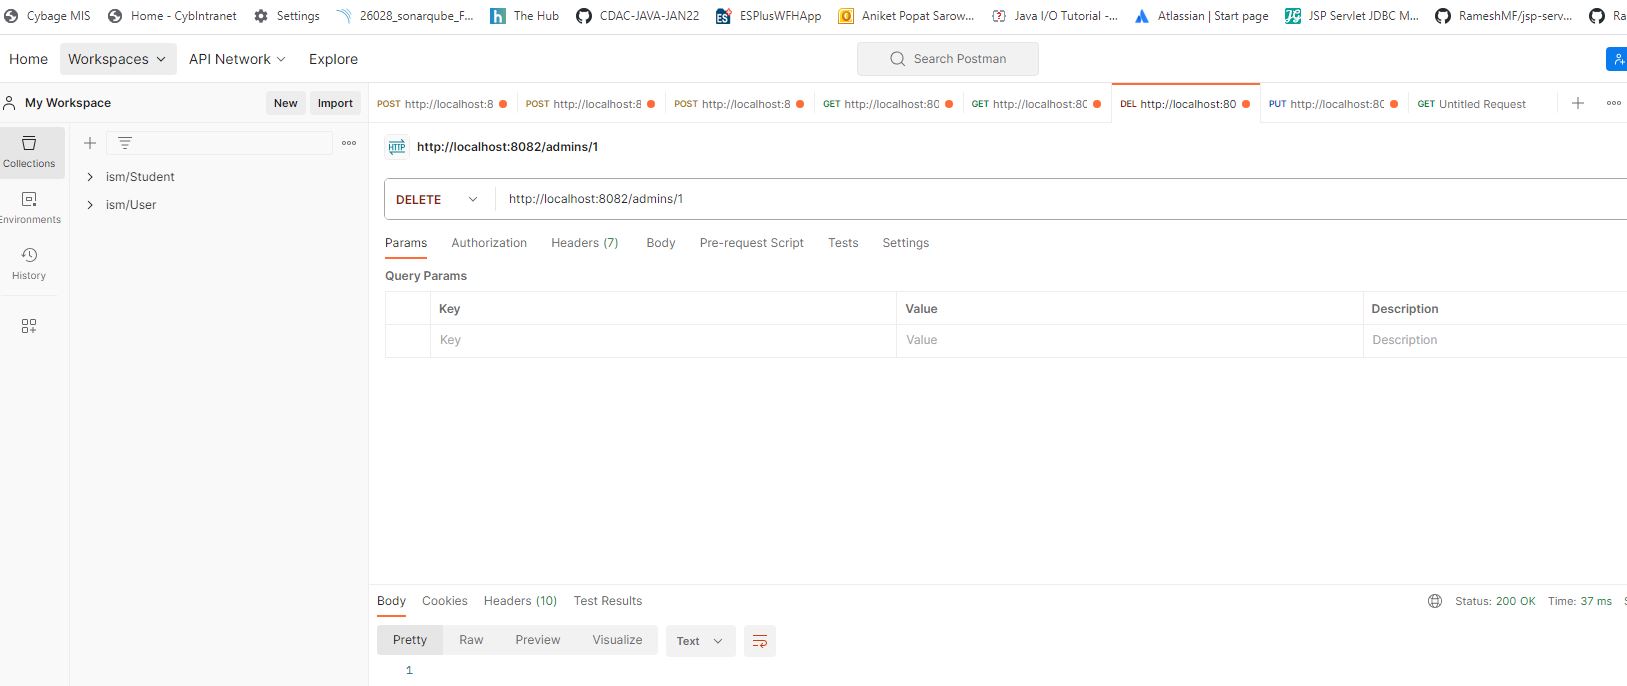 Cybage MIS Home - CybIntranet Settings 26028_sonarqube_F... The Hub CDAC-JAVA-JAN22 ESPlusWFHApp Aniket Popat Sarow... Java I/O Tutorial -... Atlassian | Start page JSP Servlet JDBC M... RameshMF/jsp-serv... Ra
Home Workspaces API Network Explore Search Postman
My Workspace New Import POST http://localhost:8 POST http://localhost:8 POST http://localhost:8 GET http://localhost:80 GET http://localhost:80 DEL http://localhost:80 PUT http://localhost:80 GET Untitled Request
Collections
Environments
History
ism/Student
ism/User
HTTP http://localhost:8082/admins/1
DELETE http://localhost:8082/admins/1
Params Authorization Headers (7) Body Pre-request Script Tests Settings
Query Params
Key Value Description
Key Value Description
Body Cookies Headers (10) Test Results Status: 200 OK Time: 37 ms
Pretty Raw Preview Visualize Text
1